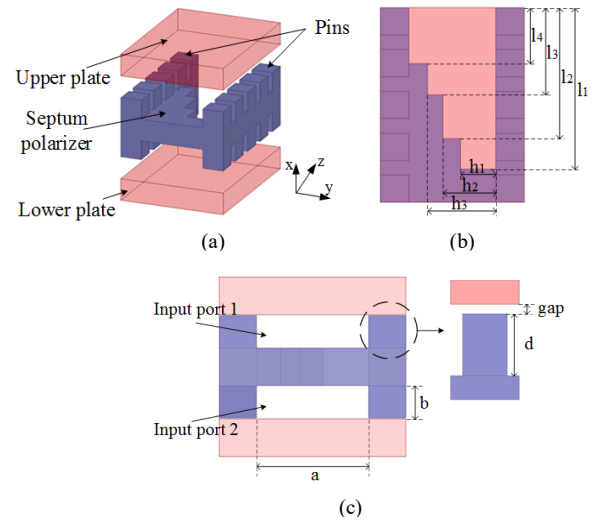 Upper plate
Pins
Septum
polarizer
Lower plate
x
z
y
(a)
l4
l3
l2
l1
h1
h2
h3
(b)
Input port 1
Input port 2
a
b
gap
d
(c)